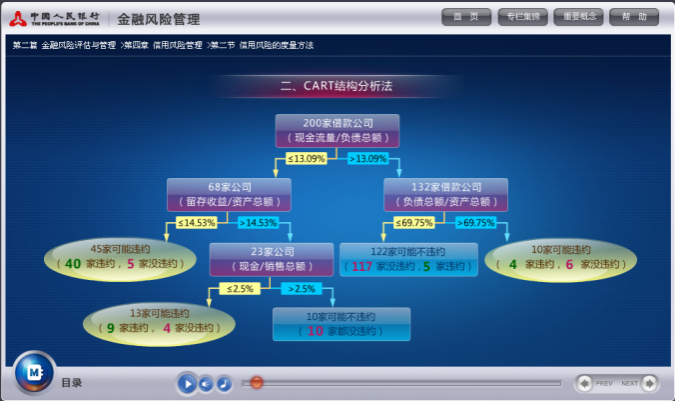 中国人民银行
THE PEOPLE'S BANK OF CHINA
金融风险管理
首 页
专栏集锦
重要概念
帮 助
第二篇 金融风险评估与管理 >第四章 信用风险管理 >第二节 信用风险的度量方法
二、CART结构分析法
200家借款公司
（现金流量/负债总额）
≤13.09%
>13.09%
68家公司
（留存收益/资产总额）
132家借款公司
（负债总额/资产总额）
≤14.53%
>14.53%
≤69.75%
>69.75%
45家可能违约
（40 家违约，5 家没违约）
23家公司
（现金/销售总额）
122家可能不违约
（117 家没违约,5 家违约）
10家可能违约
（ 4 家违约，6 家没违约）
≤2.5%
>2.5%
13家可能违约
（ 9 家违约， 4 家没违约）
10家可能不违约
（ 10 家都没违约）
目录
PREV
NEXT